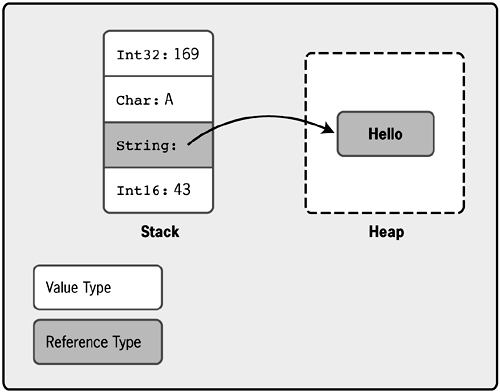 Int32: 169
Char: A
String:
Int16: 43
Stack
Hello
Heap
Value Type
Reference Type